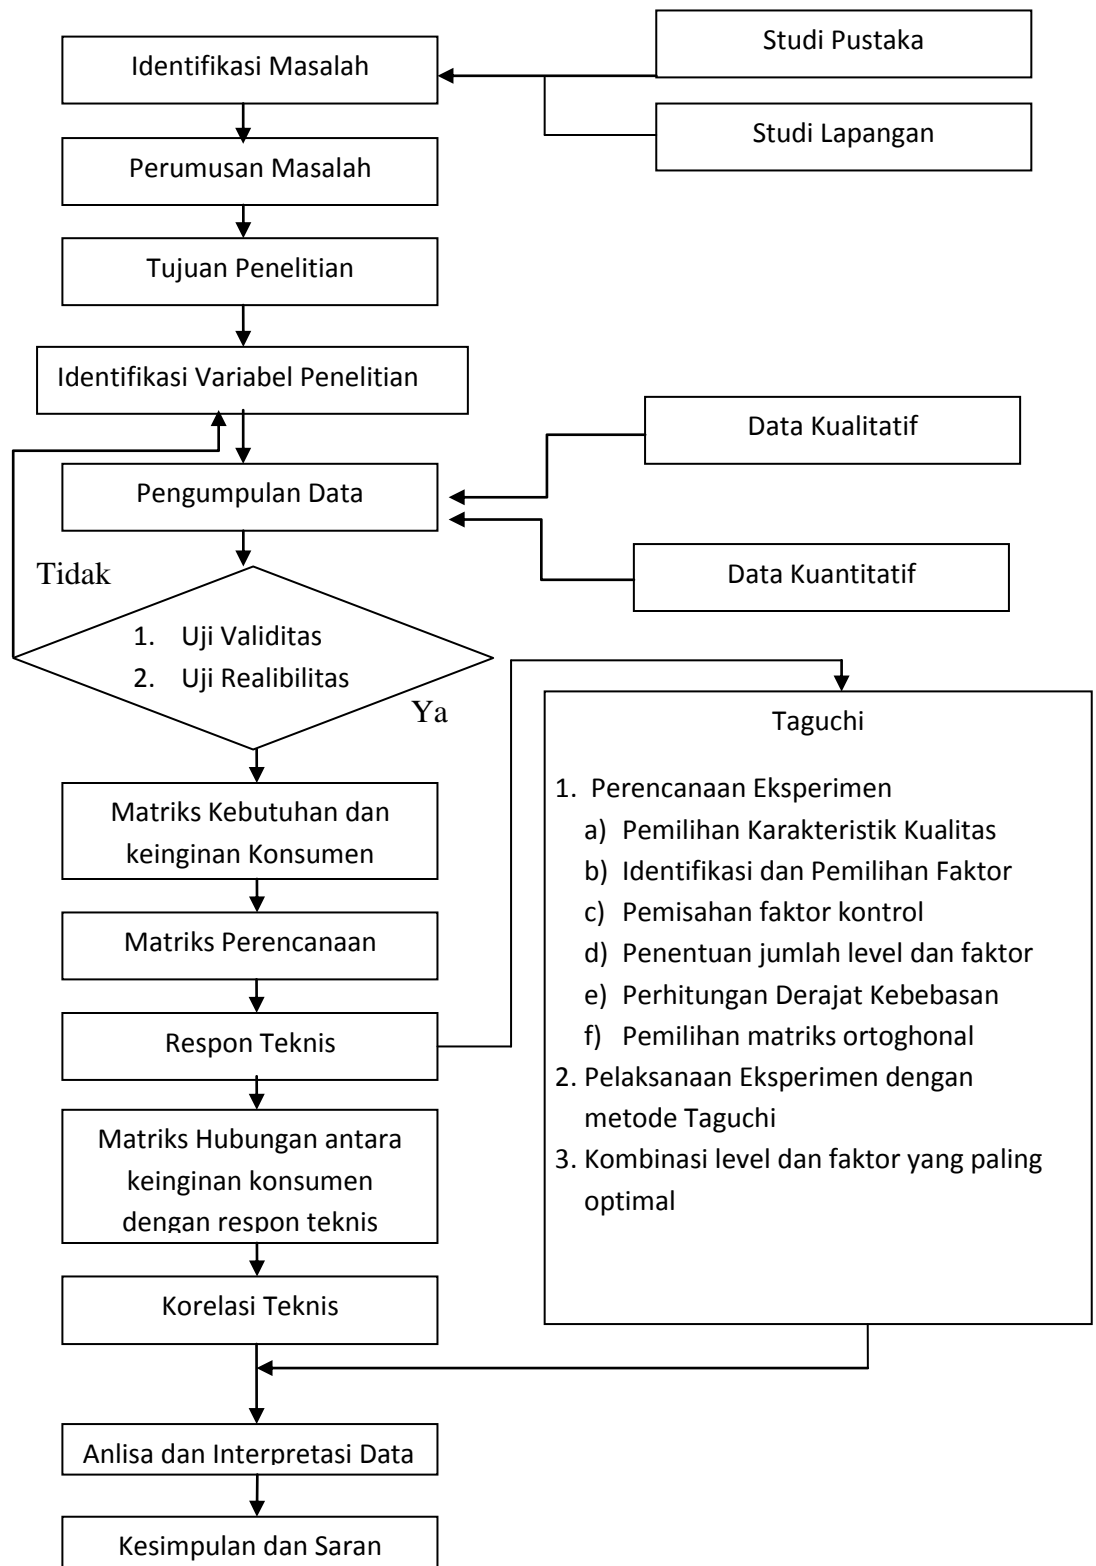 Identifikasi Masalah
Studi Pustaka
Studi Lapangan
Perumusan Masalah
Tujuan Penelitian
Identifikasi Variabel Penelitian
Data Kualitatif
Pengumpulan Data
Data Kuantitatif
Tidak
1. Uji Validitas
2. Uji Realibilitas
Ya
Matriks Kebutuhan dan
keinginan Konsumen
Matriks Perencanaan
Respon Teknis
Matriks Hubungan antara
keinginan konsumen
dengan respon teknis
Korelasi Teknis
Taguchi
1. Perencanaan Eksperimen
a) Pemilihan Karakteristik Kualitas
b) Identifikasi dan Pemilihan Faktor
c) Pemisahan faktor kontrol
d) Penentuan jumlah level dan faktor
e) Perhitungan Derajat Kebebasan
f) Pemilihan matriks ortoghonal
2. Pelaksanaan Eksperimen dengan
metode Taguchi
3. Kombinasi level dan faktor yang paling
optimal
Anlisa dan Interpretasi Data
Kesimpulan dan Saran